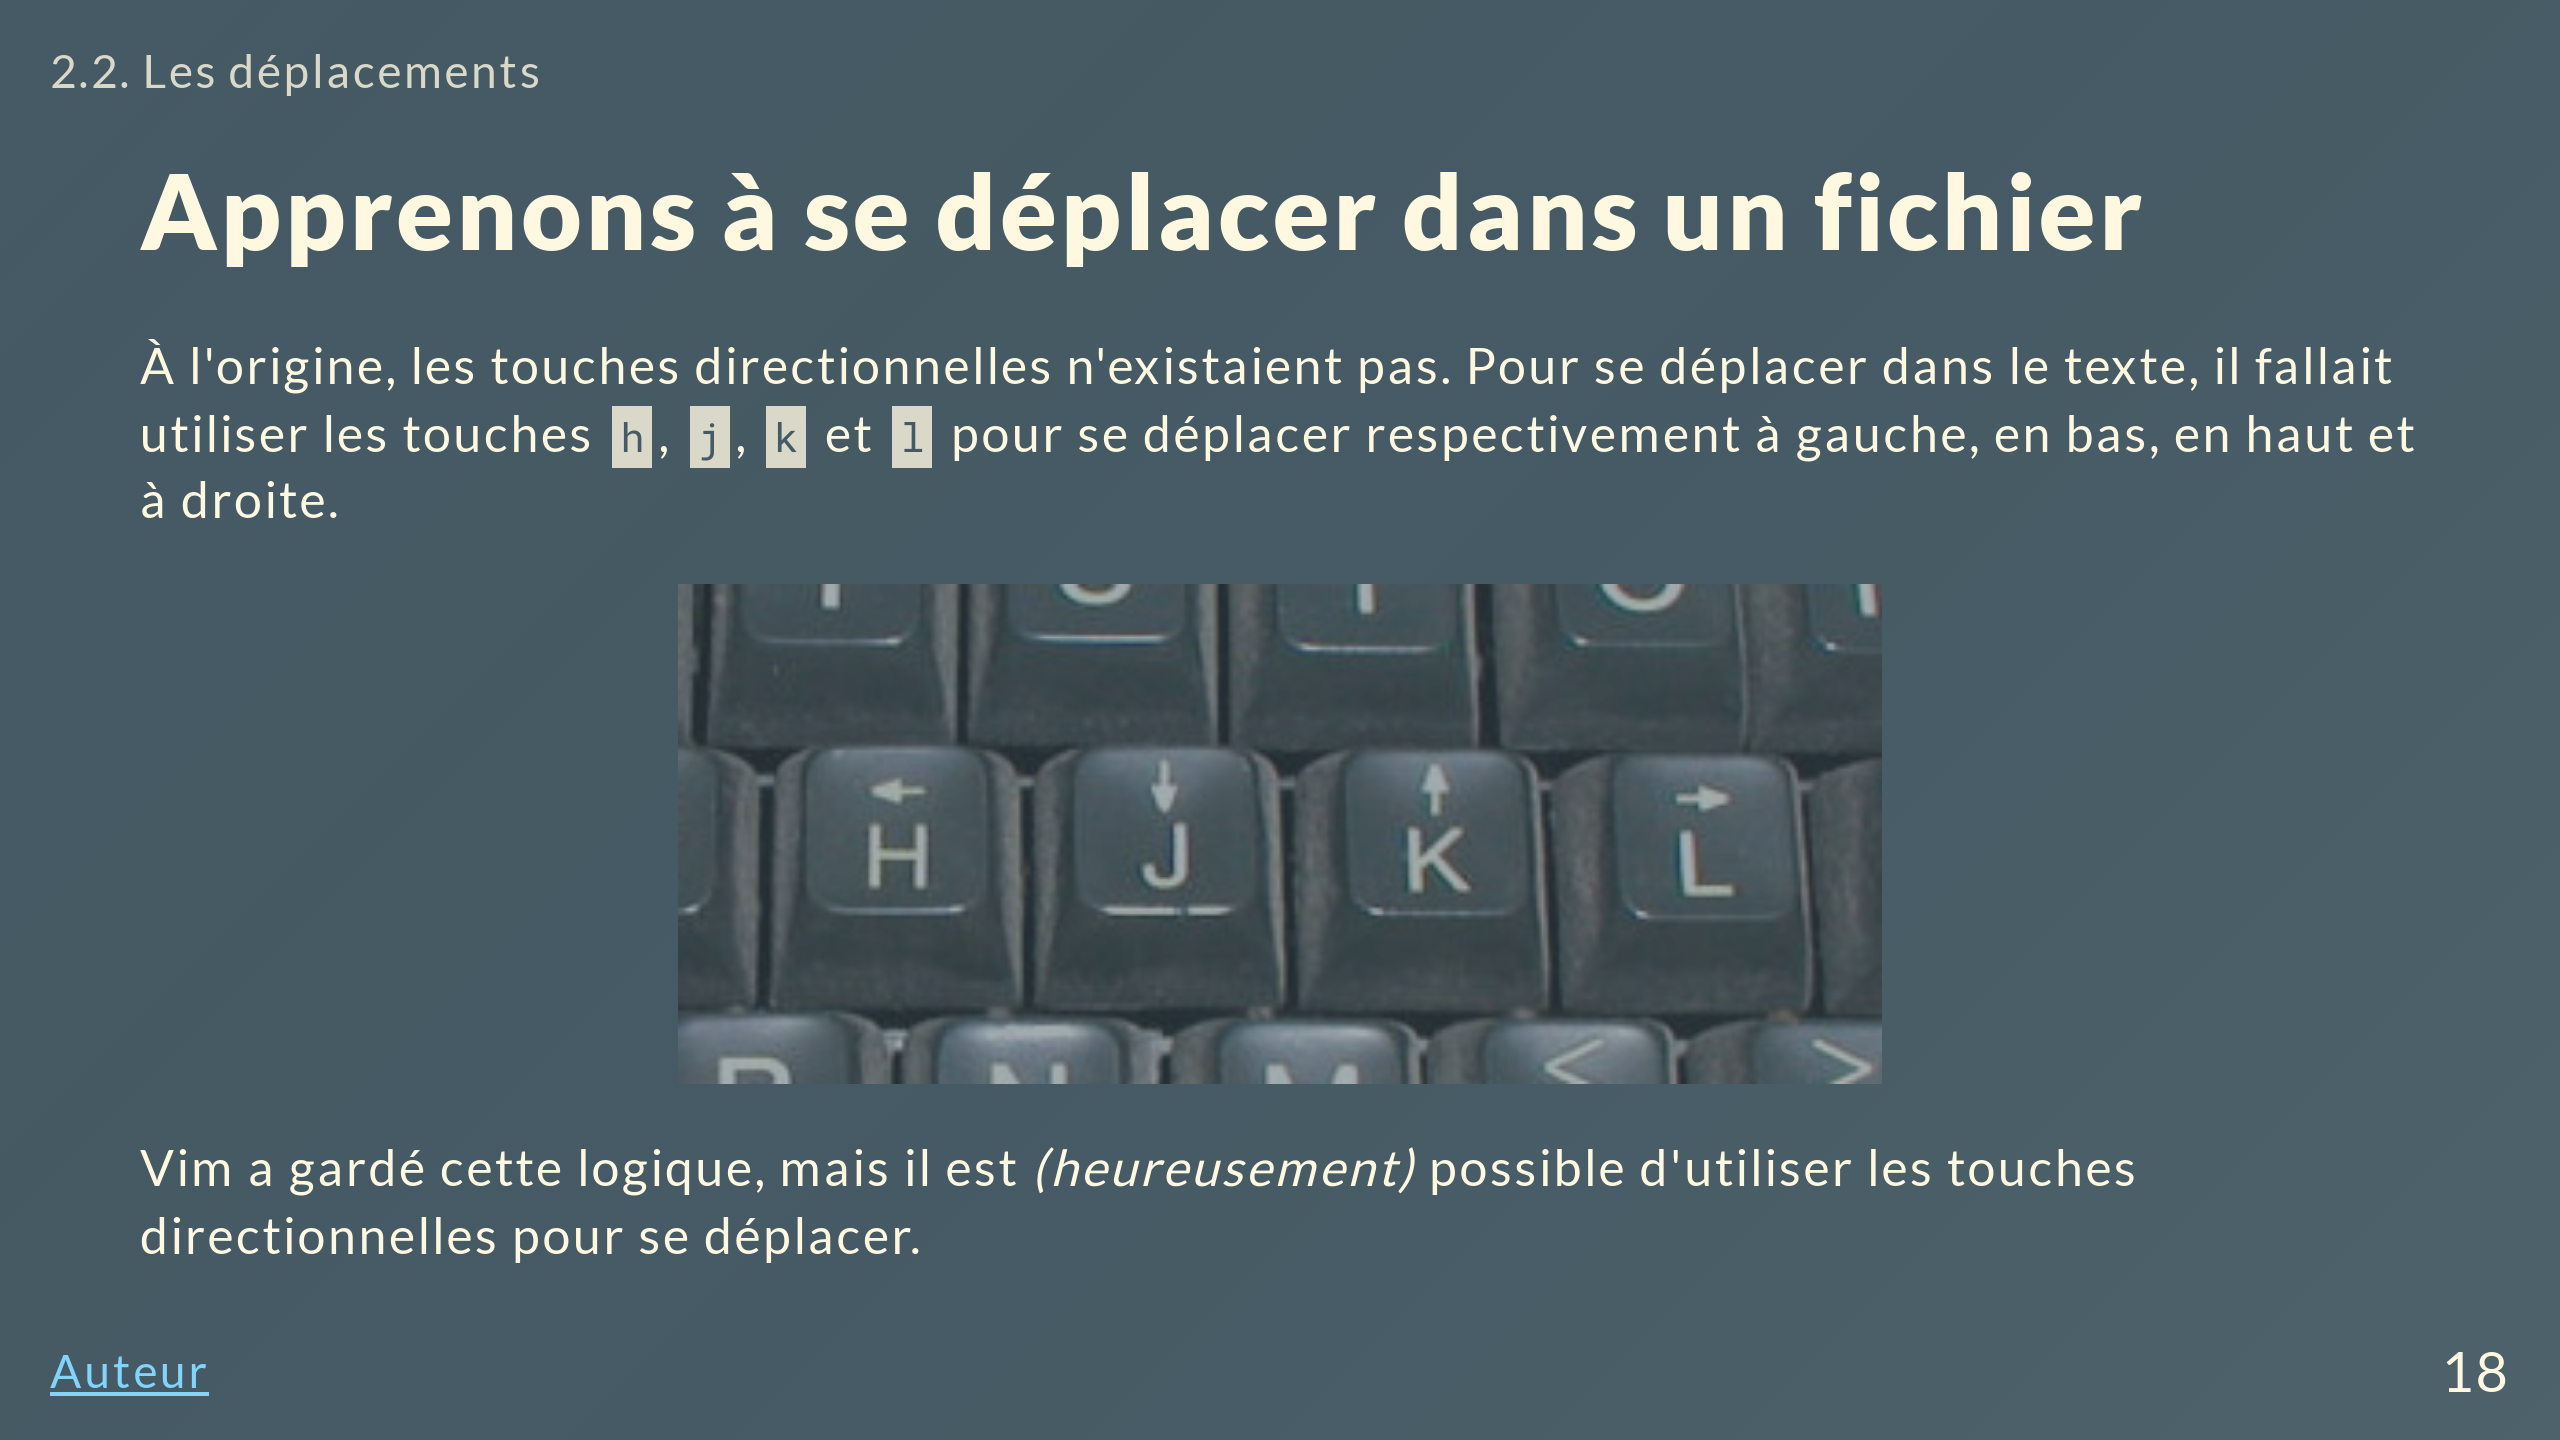 2.2. Les déplacements
Apprenons à se déplacer dans un fichier
À l'origine, les touches directionnelles n'existaient pas. Pour se déplacer dans le texte, il fallait
utiliser les touches h, j, k et l pour se déplacer respectivement à gauche, en bas, en haut et
à droite.
H J K L
N M < >
Vim a gardé cette logique, mais il est (heureusement) possible d'utiliser les touches
directionnelles pour se déplacer.
Auteur
18